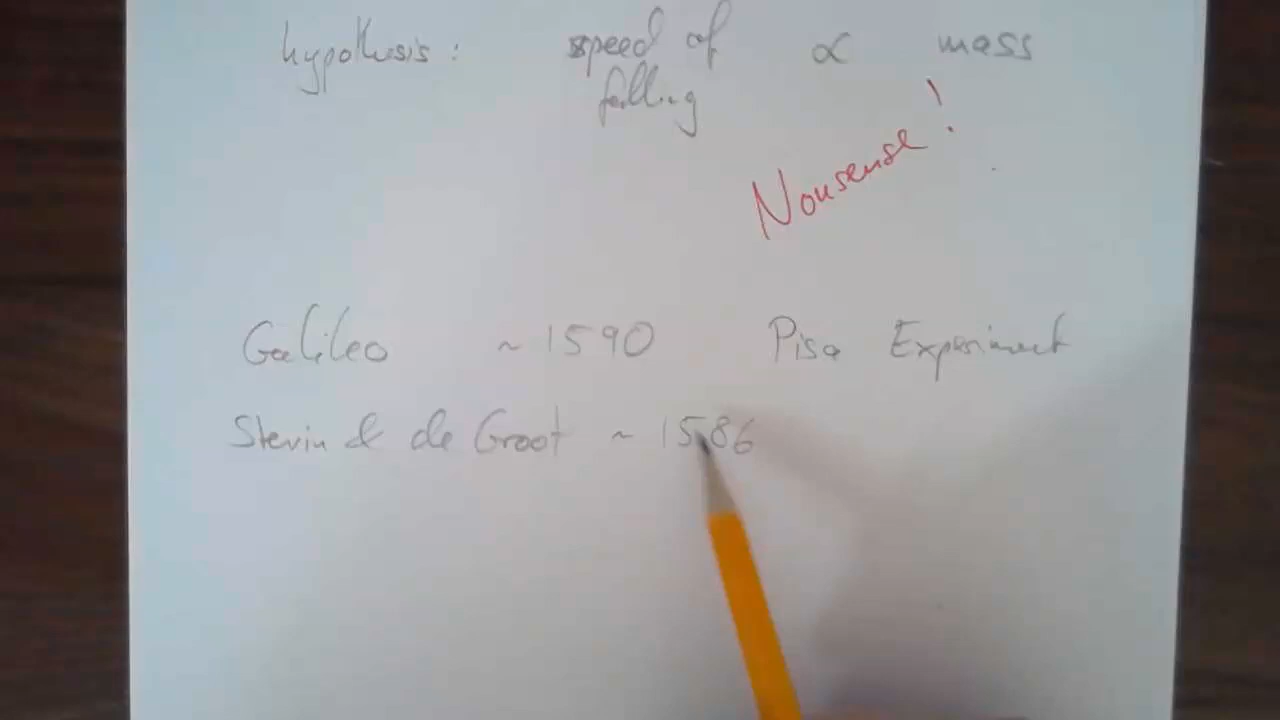 hypothesis: speed of ∝ mass
falling
Nonsense!
Galileo ~ 1590 Pisa Experiment
Stevin & de Groot ~ 1586